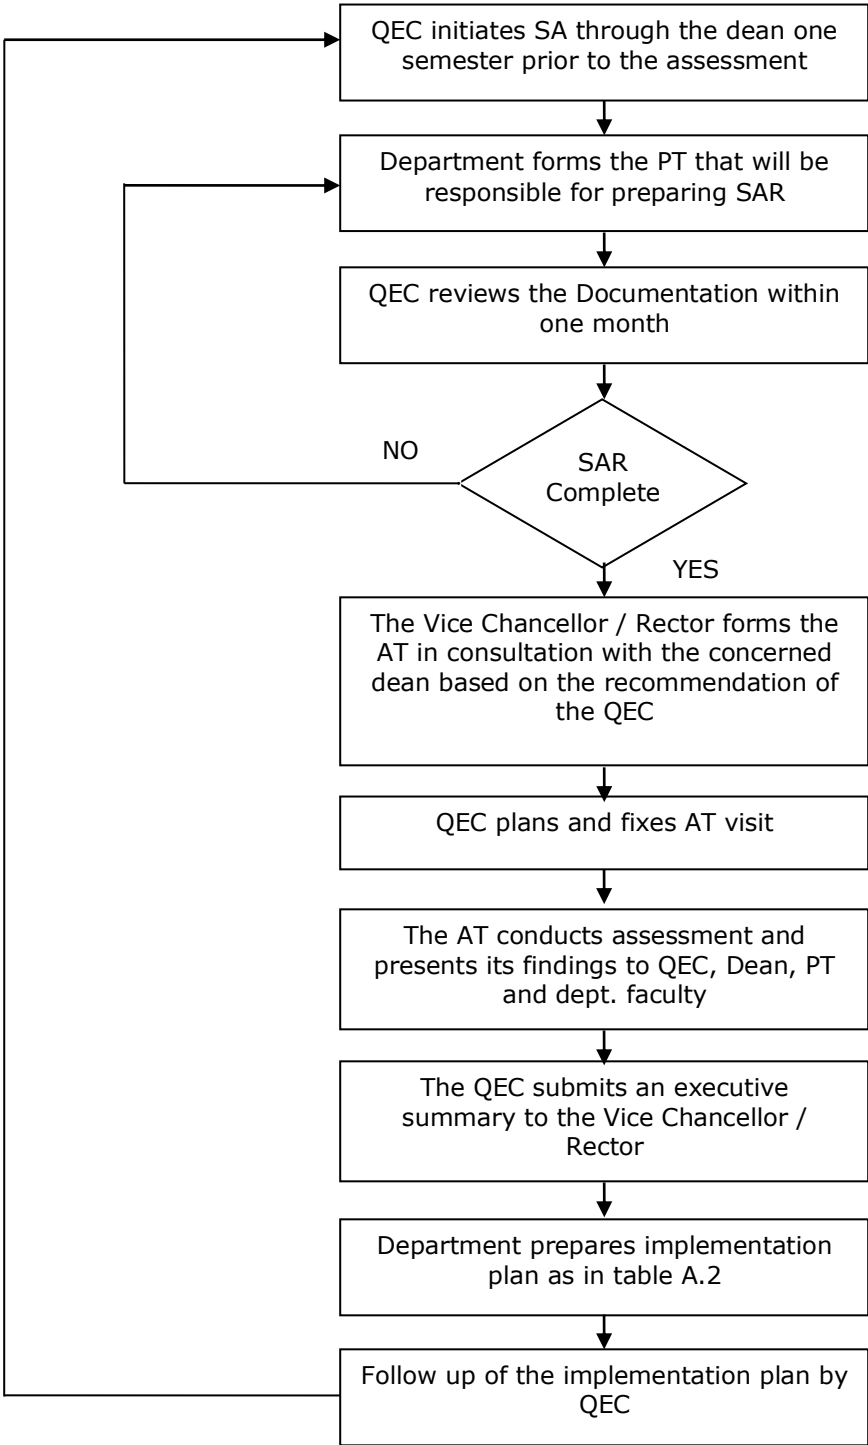 QEC initiates SA through the dean one
semester prior to the assessment
Department forms the PT that will be
responsible for preparing SAR
QEC reviews the Documentation within
one month
NO
SAR
Complete
YES
The Vice Chancellor / Rector forms the
AT in consultation with the concerned
dean based on the recommendation of
the QEC
QEC plans and fixes AT visit
The AT conducts assessment and
presents its findings to QEC, Dean, PT
and dept. faculty
The QEC submits an executive
summary to the Vice Chancellor /
Rector
Department prepares implementation
plan as in table A.2
Follow up of the implementation plan by
QEC